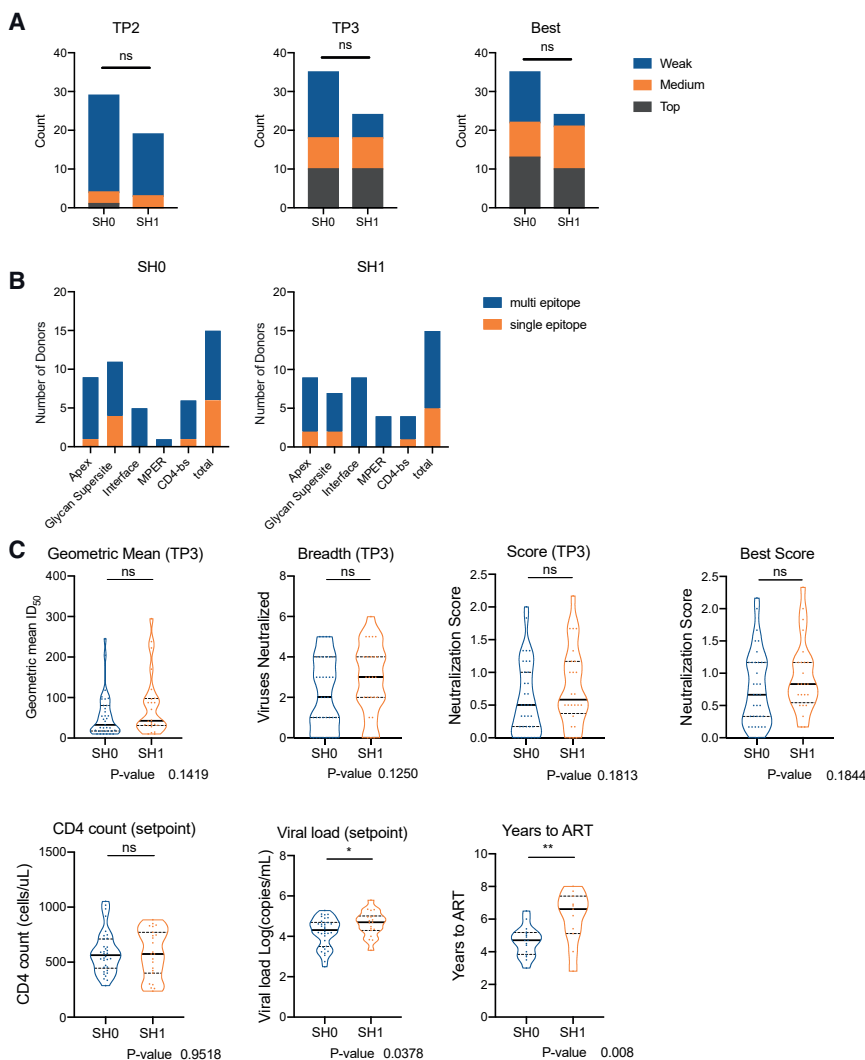 A
TP2
TP3
Best
ns
ns
ns
40
30
20
10
0
Count
SH0 SH1
40
30
20
10
0
Count
SH0 SH1
40
30
20
10
0
Count
SH0 SH1
Weak
Medium
Top
B
SH0
SH1
20
15
10
5
0
Number of Donors
Apex
Glycan Supersite
Interface
MPER
CD4-bs
total
20
15
10
5
0
Number of Donors
Apex
Glycan Supersite
Interface
MPER
CD4-bs
total
multi epitope
single epitope
C
Geometric Mean (TP3)
ns
400
300
200
100
0
Geometric mean ID50
SH0 SH1
P-value 0.1419
Breadth (TP3)
ns
8
6
4
2
0
Viruses Neutralized
SH0 SH1
P-value 0.1250
Score (TP3)
ns
2.5
2.0
1.5
1.0
0.5
0.0
Neutralization Score
SH0 SH1
P-value 0.1813
Best Score
ns
2.5
2.0
1.5
1.0
0.5
0.0
Neutralization Score
SH0 SH1
P-value 0.1844
CD4 count (setpoint)
ns
1500
1000
500
0
CD4 count (cells/uL)
SH0 SH1
P-value 0.9518
Viral load (setpoint)
*
8
6
4
2
0
Viral load Log(copies/mL)
SH0 SH1
P-value 0.0378
Years to ART
**
10
8
6
4
2
0
Years to ART
SH0 SH1
P-value 0.008